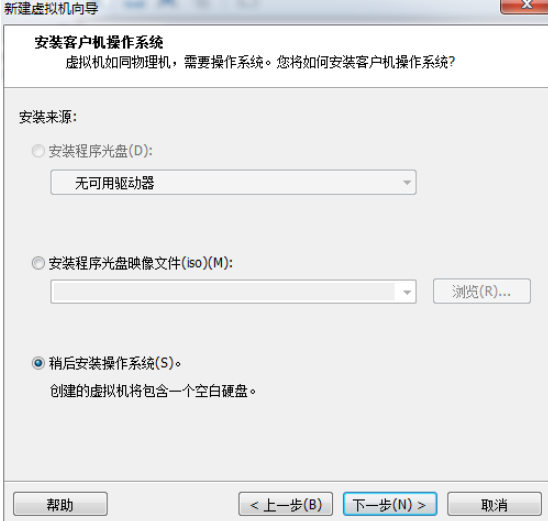 新建虚拟机向导
安装客户机操作系统
虚拟机如同物理机，需要操作系统。您将如何安装客户机操作系统?
安装来源:
安装程序光盘(D):
无可用驱动器
安装程序光盘映像文件(iso)(M):
浏览(R)...
稍后安装操作系统(S)。
创建的虚拟机将包含一个空白硬盘。
帮助
< 上一步(B)
下一步(N) >
取消